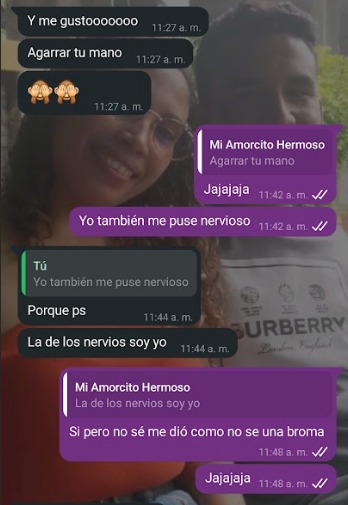 Y me gustooooooo
11:27 a. m.
Agarrar tu mano
11:27 a. m.
🙈🙈
11:27 a. m.
Mi Amorcito Hermoso
Agarrar tu mano
Jajajaja
11:42 a. m.
Yo también me puse nervioso
11:42 a. m.
Tú
Yo también me puse nervioso
Porque ps
11:44 a. m.
La de los nervios soy yo
11:44 a. m.
BURBERRY
London, England
Mi Amorcito Hermoso
La de los nervios soy yo
Si pero no sé me dió como no se una broma
11:48 a. m.
Jajajaja
11:48 a. m.